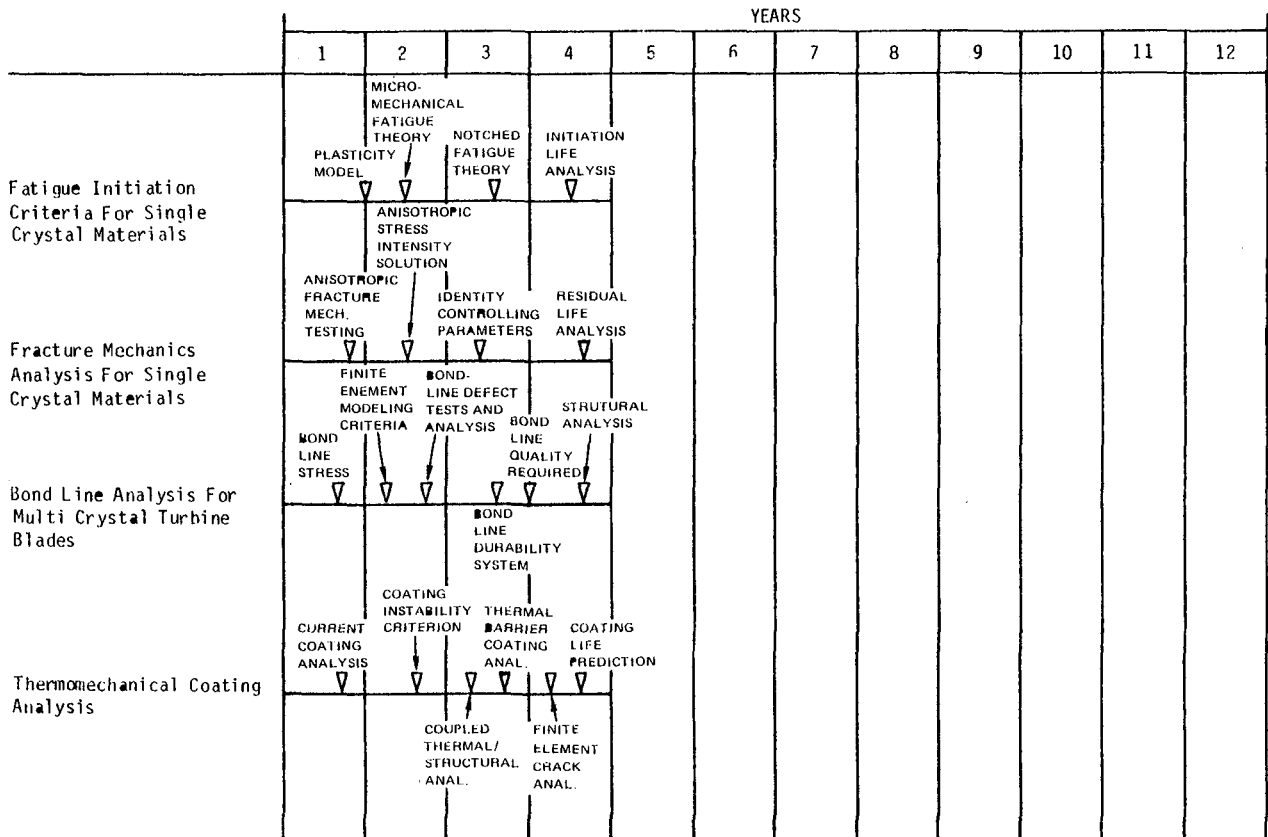 YEARS
1 2 3 4 5 6 7 8 9 10 11 12
Fatigue Initiation
Criteria For Single
Crystal Materials
PLASTICITY
MODEL
MICRO-
MECHANICAL
FATIGUE
THEORY
NOTCHED
FATIGUE
THEORY
INITIATION
LIFE
ANALYSIS
Fracture Mechanics
Analysis For Single
Crystal Materials
ANISOTROPIC
FRACTURE
MECH.
TESTING
ANISOTROPIC
STRESS
INTENSITY
SOLUTION
IDENTITY
CONTROLLING
PARAMETERS
RESIDUAL
LIFE
ANALYSIS
Bond Line Analysis For
Multi Crystal Turbine
Blades
BOND
LINE
STRESS
FINITE
ENEMENT
MODELING
CRITERIA
BOND-
LINE DEFECT
TESTS AND
ANALYSIS
BOND
LINE
DURABILITY
SYSTEM
BOND
LINE
QUALITY
REQUIRED
STRUTURAL
ANALYSIS
Thermomechanical Coating
Analysis
CURRENT
COATING
ANALYSIS
COATING
INSTABILITY
CRITERION
COUPLED
THERMAL/
STRUCTURAL
ANAL.
THERMAL
BARRIER
COATING
ANAL.
FINITE
ELEMENT
CRACK
ANAL.
COATING
LIFE
PREDICTION